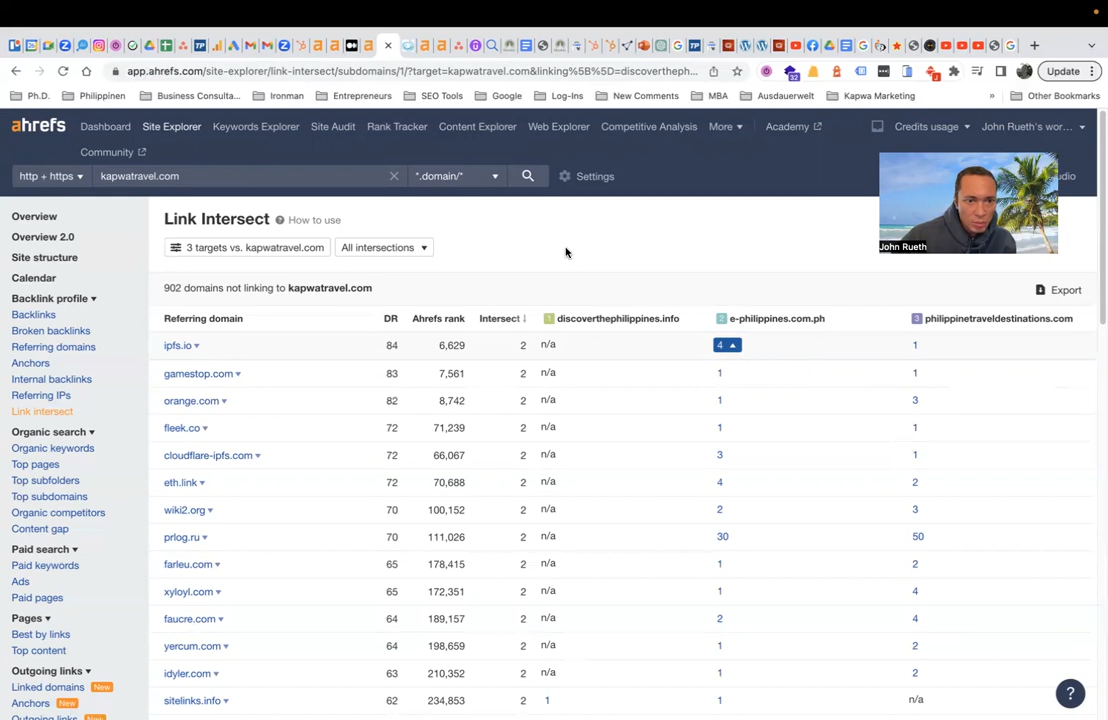 app.ahrefs.com/site-explorer/link-intersect/subdomains/1/?target=kapwatravel.com&linking%5B%5D=discovertheph...
32
2
Update
Ph.D.
Philippinen
Business Consulta...
Ironman
Entrepreneurs
SEO Tools
Google
Log-Ins
New Comments
MBA
Ausdauerwelt
Kapwa Marketing
»
Other Bookmarks
ahrefs
Dashboard
Site Explorer
Keywords Explorer
Site Audit
Rank Tracker
Content Explorer
Web Explorer
Competitive Analysis
More
Academy
Credits usage
John Rueth's wor...
Community
http + https
kapwatravel.com
*.domain/*
Settings
John Rueth
Overview
Overview 2.0
Site structure
Calendar
Backlink profile
Backlinks
Broken backlinks
Referring domains
Anchors
Internal backlinks
Referring IPs
Link intersect
Organic search
Organic keywords
Top pages
Top subfolders
Top subdomains
Organic competitors
Content gap
Paid search
Paid keywords
Ads
Paid pages
Pages
Best by links
Top content
Outgoing links
Linked domains New
Anchors New
Outgoing links New
Link Intersect
How to use
3 targets vs. kapwatravel.com
All intersections
902 domains not linking to kapwatravel.com
Export
Referring domain DR Ahrefs rank Intersect 1 discoverthephilippines.info 2 e-philippines.com.ph 3 philippinetraveldestinations.com
ipfs.io 84 6,629 2 n/a 4 1
gamestop.com 83 7,561 2 n/a 1 1
orange.com 82 8,742 2 n/a 1 3
fleek.co 72 71,239 2 n/a 1 1
cloudflare-ipfs.com 72 66,067 2 n/a 3 1
eth.link 72 70,688 2 n/a 4 2
wiki2.org 70 100,152 2 n/a 2 3
prlog.ru 70 111,026 2 n/a 30 50
farleu.com 65 178,415 2 n/a 1 2
xyloyl.com 65 172,351 2 n/a 1 4
faucre.com 64 189,157 2 n/a 2 4
yercum.com 64 198,659 2 n/a 1 2
idyler.com 63 210,352 2 n/a 1 2
sitelinks.info 62 234,853 2 1 1 n/a
?